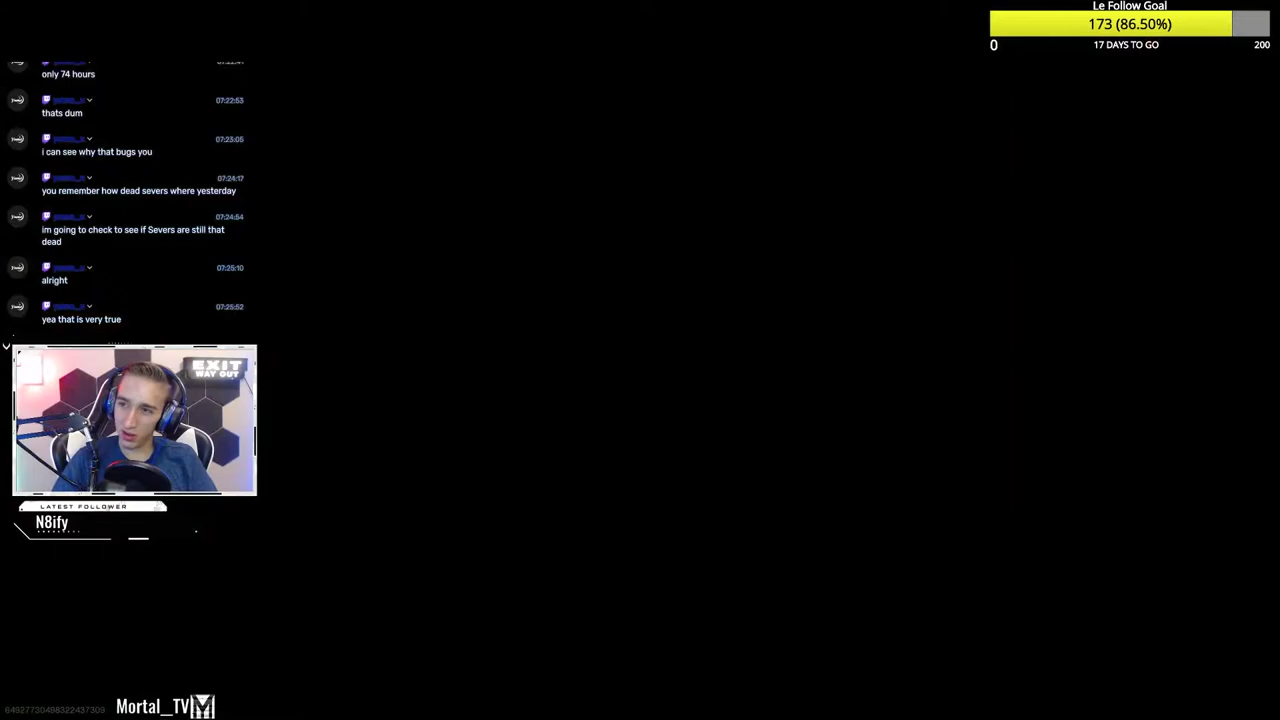 Le Follow Goal
173 (86.50%)
0
17 DAYS TO GO
200
only 74 hours
07:22:53
thats dum
07:23:05
i can see why that bugs you
07:24:17
you remember how dead severs where yesterday
07:24:54
im going to check to see if Severs are still that
dead
07:25:10
alright
07:25:52
yea that is very true
EXIT
WAY OUT
LATEST FOLLOWER
N8ify
64927730498322437309
Mortal_TV